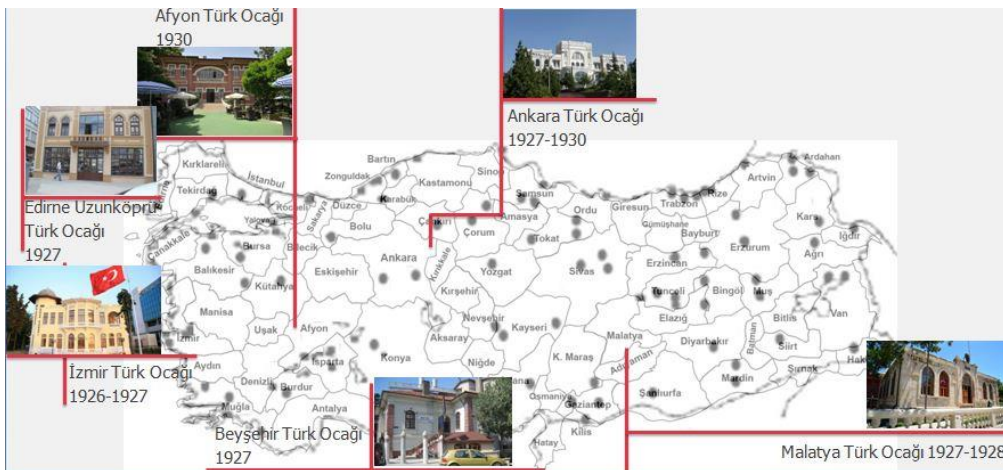 Afyon Türk Ocağı
1930
Ankara Türk Ocağı
1927-1930
Edirne Uzunköprü
Türk Ocağı
1927
İzmir Türk Ocağı
1926-1927
Beyşehir Türk Ocağı
1927
Malatya Türk Ocağı 1927-1928
Kırklareli
Tekirdağ
İstanbul
Kocaeli
Yalova
Sakarya
Düzce
Zonguldak
Bartın
Karabük
Kastamonu
Sinop
Samsun
Ordu
Giresun
Trabzon
Rize
Artvin
Ardahan
Çanakkale
Bursa
Bilecik
Bolu
Çankırı
Çorum
Amasya
Tokat
Gümüşhane
Bayburt
Erzurum
Kars
Iğdır
Ağrı
Balıkesir
Kütahya
Eskişehir
Ankara
Kırıkkale
Kırşehir
Yozgat
Sivas
Erzincan
Tunceli
Bingöl
Muş
Elazığ
Bitlis
Van
Manisa
Uşak
Afyon
Konya
Aksaray
Nevşehir
Kayseri
Malatya
Diyarbakır
Batman
Siirt
Şırnak
Hak
İzmir
Aydın
Denizli
Burdur
Isparta
Niğde
K. Maraş
Adıyaman
Şanlıurfa
Mardin
Muğla
Antalya
ana
Osmaniye
Gaziantep
Kilis
Hatay